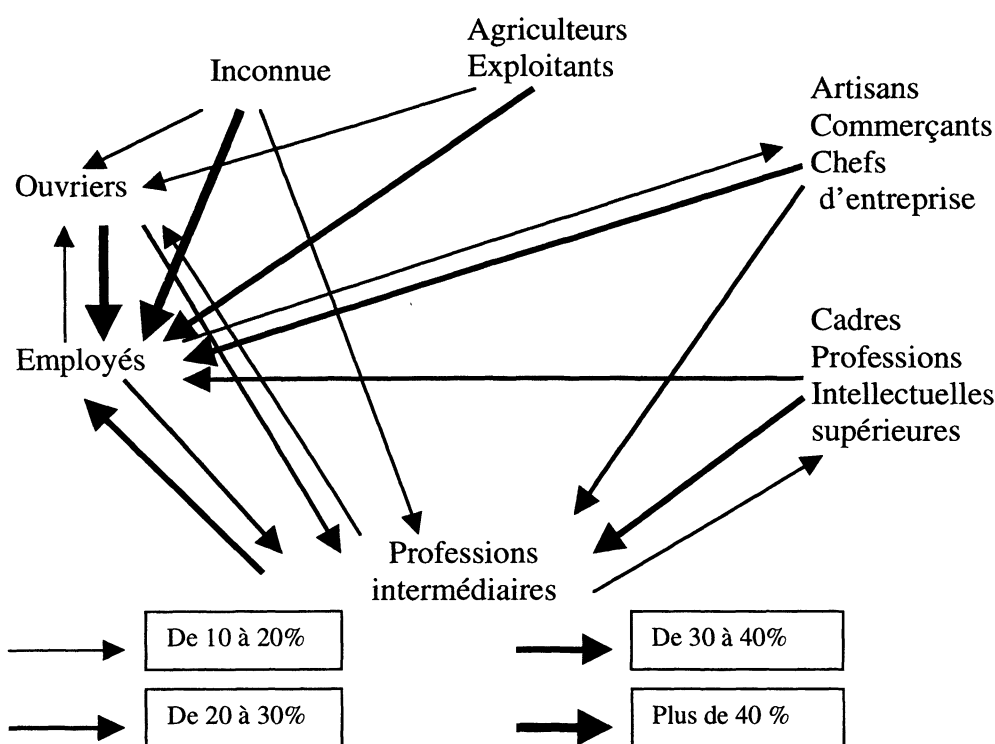 Agriculteurs
Exploitants
Inconnue
Artisans
Commerçants
Chefs
d'entreprise
Ouvriers
Employés
Cadres
Professions
Intellectuelles
supérieures
Professions
intermédiaires
De 10 à 20%
De 30 à 40%
De 20 à 30%
Plus de 40 %